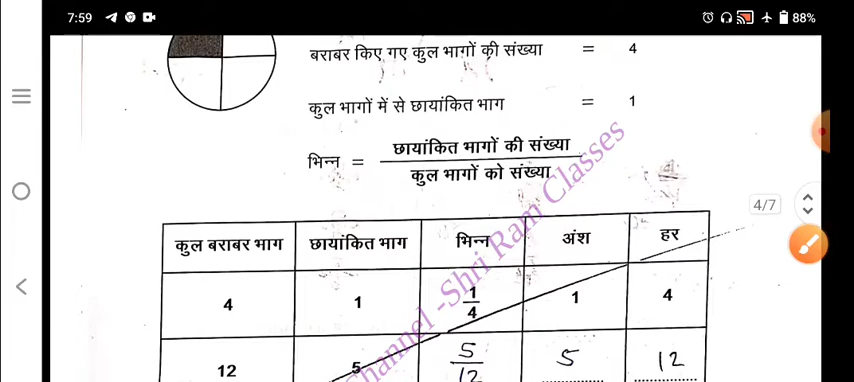 7:59
88%
बराबर किए गए कुल भागों की संख्या = 4
कुल भागों में से छायांकित भाग = 1
भिन्न = छायांकित भागों की संख्या
कुल भागों को संख्या
4/7
Channel -Shri Ram Classes
कुल बराबर भाग छायांकित भाग भिन्न अंश हर
4 1 1/4 1 4
12 5 5/12 5 12